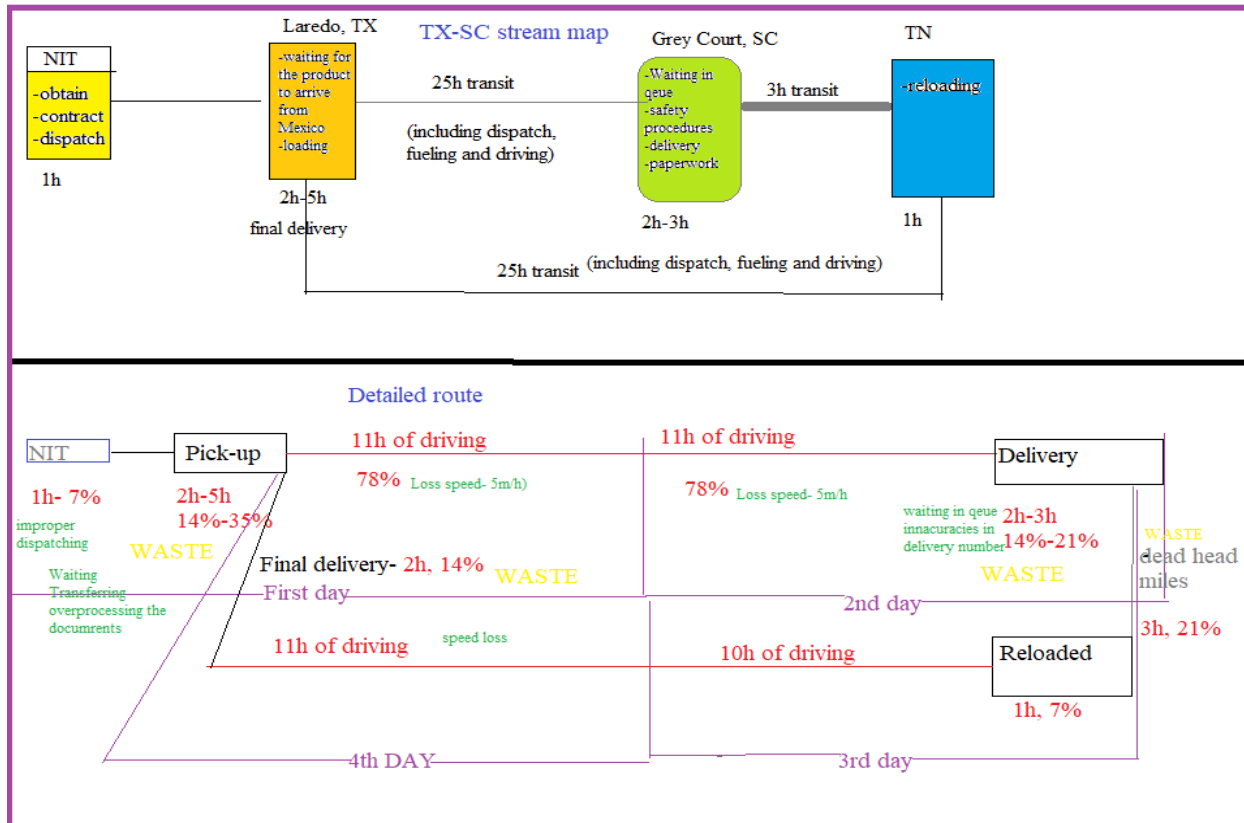 TX-SC stream map
NIT
-obtain
-contract
-dispatch
1h
Laredo, TX
-waiting for
the product
to arrive
from
Mexico
-loading
2h-5h
final delivery
25h transit
(including dispatch,
fueling and driving)
Grey Court, SC
-Waiting in
qeue
-safety
procedures
-delivery
-paperwork
2h-3h
3h transit
TN
-reloading
1h
25h transit (including dispatch, fueling and driving)
Detailed route
NIT
1h- 7%
improper
dispatching
Pick-up
2h-5h
14%-35%
WASTE
Waiting
Transferring
overprocessing the
documrents
11h of driving
78% Loss speed- 5m/h)
11h of driving
78% Loss speed- 5m/h
Delivery
waiting in qeue
innacuracies in
delivery number
2h-3h
14%-21%
WASTE
WASTE
dead head
miles
3h, 21%
Final delivery- 2h, 14%
WASTE
First day
2nd day
11h of driving
speed loss
10h of driving
Reloaded
1h, 7%
4th DAY
3rd day